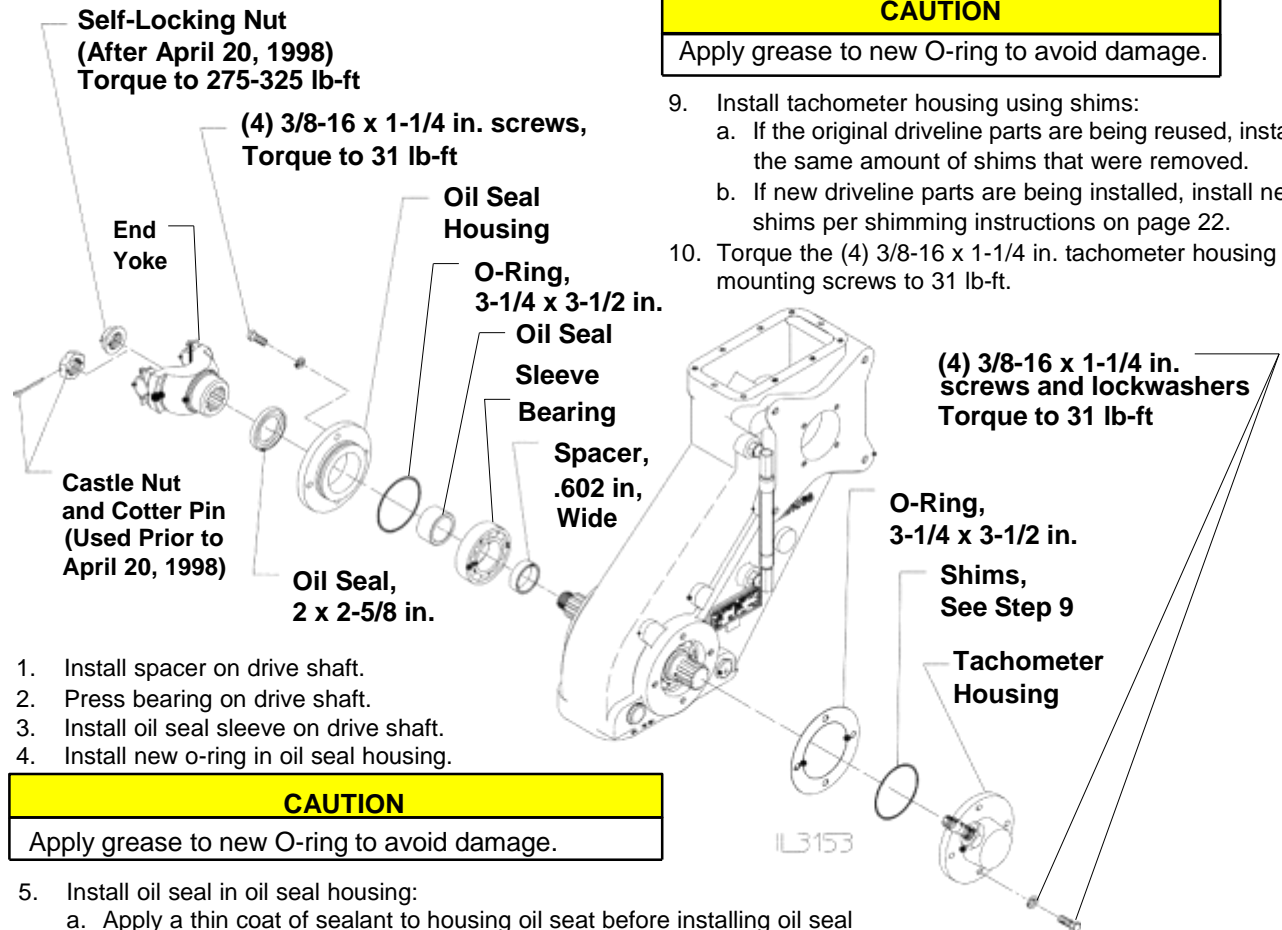 Self-Locking Nut
(After April 20, 1998)
Torque to 275-325 lb-ft
(4) 3/8-16 x 1-1/4 in. screws,
Torque to 31 lb-ft
Oil Seal
Housing
End
Yoke
O-Ring,
3-1/4 x 3-1/2 in.
Oil Seal
Sleeve
Bearing
Spacer,
.602 in,
Wide
Castle Nut
and Cotter Pin
(Used Prior to
April 20, 1998)
Oil Seal,
2 x 2-5/8 in.
1. Install spacer on drive shaft.
2. Press bearing on drive shaft.
3. Install oil seal sleeve on drive shaft.
4. Install new o-ring in oil seal housing.
CAUTION
Apply grease to new O-ring to avoid damage.
5. Install oil seal in oil seal housing:
a. Apply a thin coat of sealant to housing oil seat before installing oil seal
CAUTION
Apply grease to new O-ring to avoid damage.
9. Install tachometer housing using shims:
a. If the original driveline parts are being reused,
the same amount of shims that were removed.
b. If new driveline parts are being installed, install
shims per shimming instructions on page 22.
10. Torque the (4) 3/8-16 x 1-1/4 in. tachometer housing
mounting screws to 31 lb-ft.
(4) 3/8-16 x 1-1/4 in.
screws and lockwashers
Torque to 31 lb-ft
O-Ring,
3-1/4 x 3-1/2 in.
Shims,
See Step 9
Tachometer
Housing
IL3153